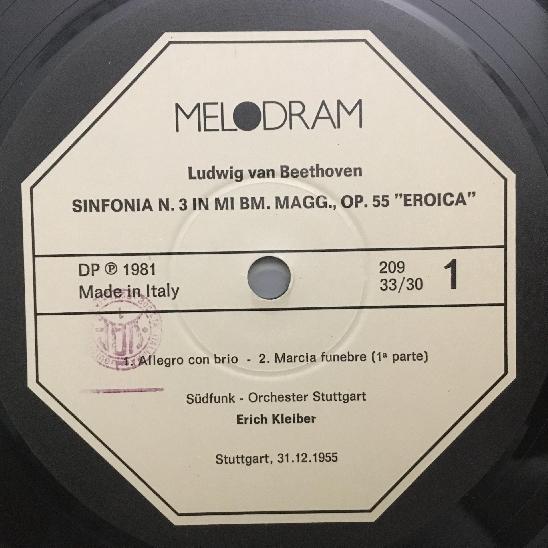 MELODRAM
Ludwig van Beethoven
SINFONIA N. 3 IN MI BM. MAGG., OP. 55 "EROICA"
DP ℗ 1981
Made in Italy
209
33/30
1
1. Allegro con brio - 2. Marcia funebre (1ª parte)
Südfunk - Orchester Stuttgart
Erich Kleiber
Stuttgart, 31.12.1955